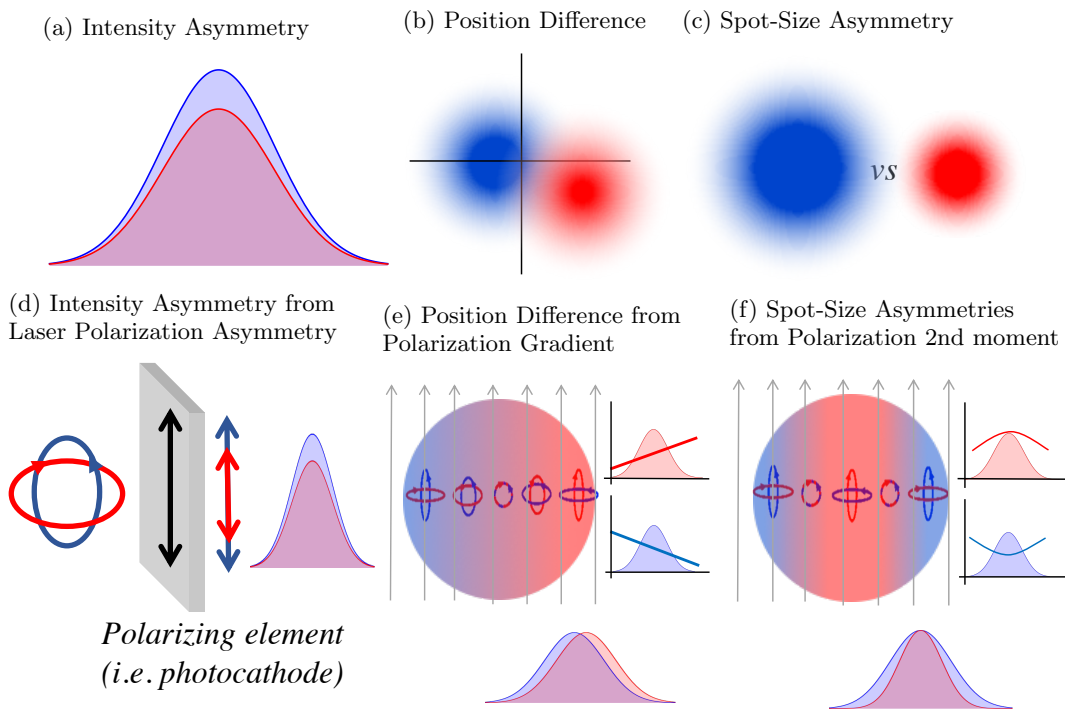 (a) Intensity Asymmetry
(b) Position Difference
(c) Spot-Size Asymmetry
vs
(d) Intensity Asymmetry from
Laser Polarization Asymmetry
(e) Position Difference from
Polarization Gradient
(f) Spot-Size Asymmetries
from Polarization 2nd moment
Polarizing element
(i.e. photocathode)